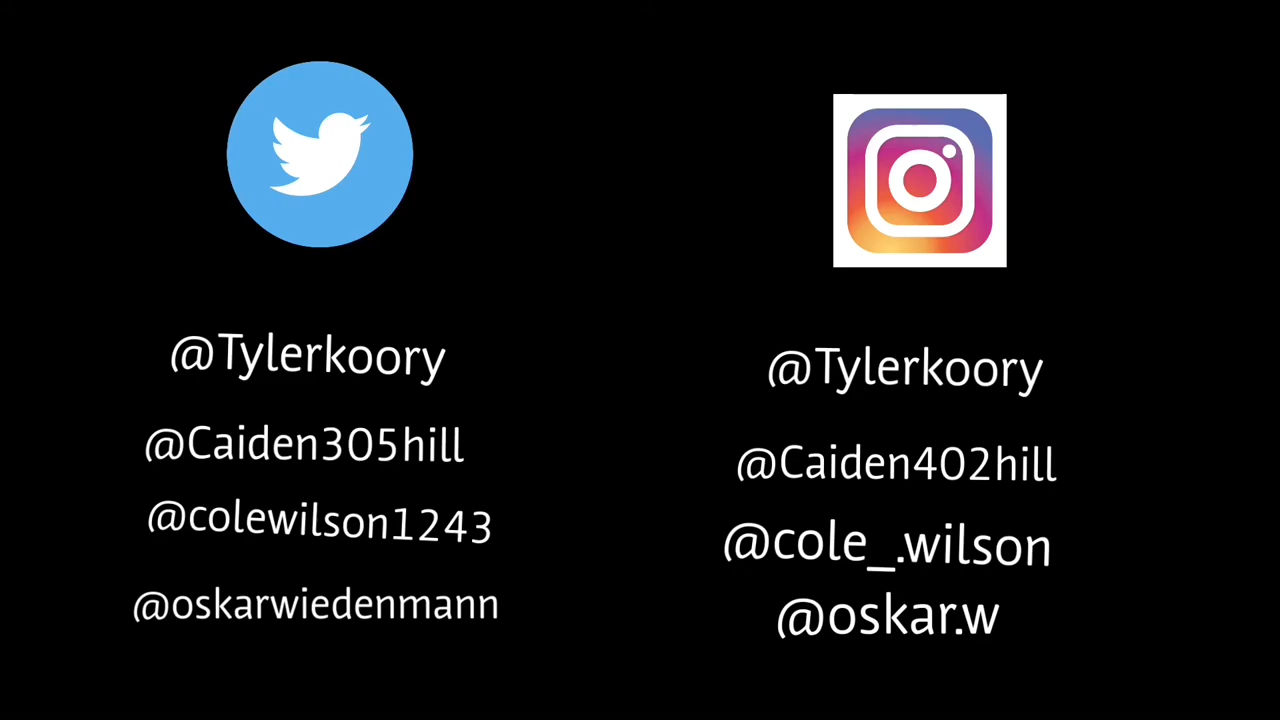 @Tylerkoory
@Caiden305hill
@colewilson1243
@oskarwiedenmann
@Tylerkoory
@Caiden402hill
@cole_.wilson
@oskar.w